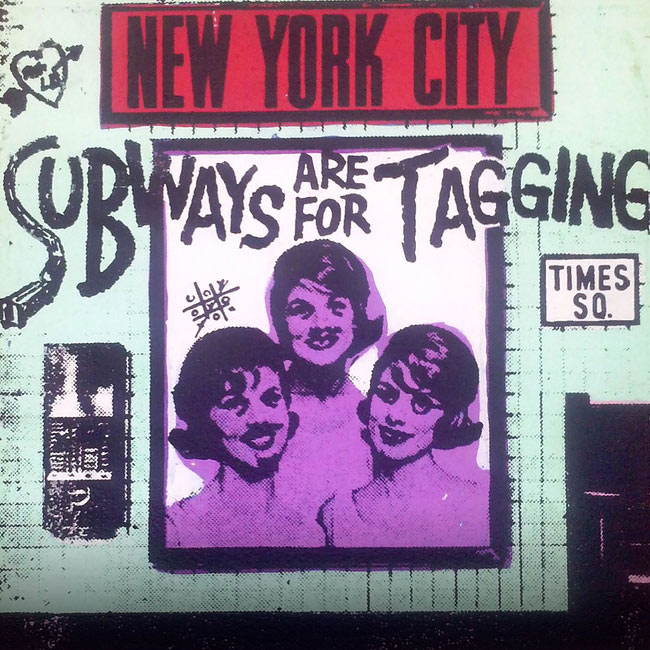 NEW YORK CITY
SUBWAYS ARE FOR TAGGING
TIMES
SQ.